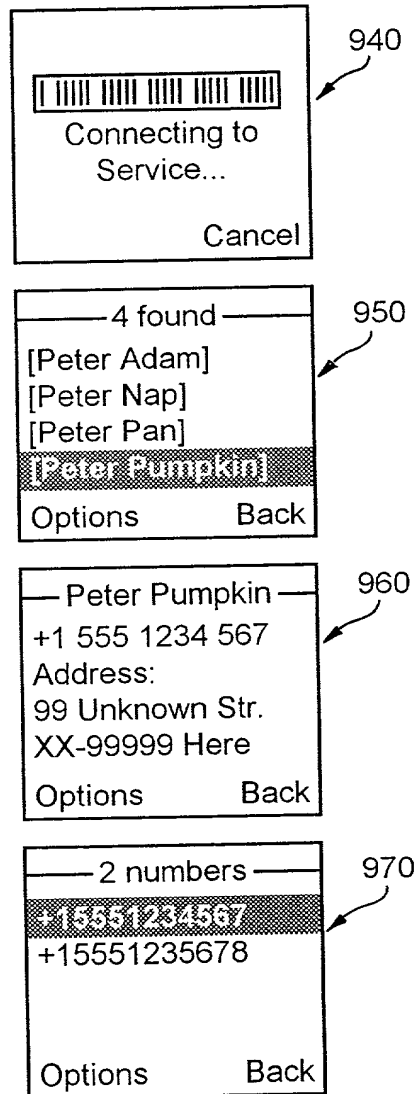 940
Connecting to
Service...
Cancel
4 found
950
[Peter Adam]
[Peter Nap]
[Peter Pan]
[Peter Pumpkin]
Options Back
Peter Pumpkin
960
+1 555 1234 567
Address:
99 Unknown Str.
XX-99999 Here
Options Back
2 numbers
970
+15551234567
+15551235678
Options Back